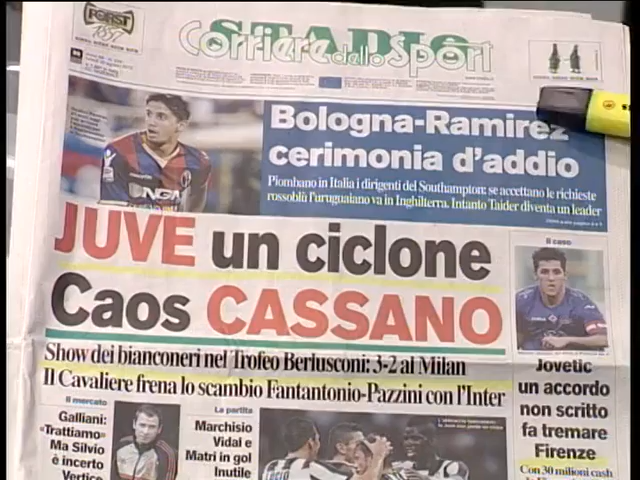 FORST
1857
STADIO
Corriere dello Sport
Bologna-Ramirez
cerimonia d'addio
Piombano in Italia i dirigenti del Southampton: se accettano le richieste
rossoblù l'uruguaiano va in Inghilterra. Intanto Taider diventa un leader
NGM
JUVE un ciclone
Caos CASSANO
Show dei bianconeri nel Trofeo Berlusconi: 3-2 al Milan
Il Cavaliere frena lo scambio Fantantonio-Pazzini con l'Inter
Il caso
Jovetic
un accordo
non scritto
fa tremare
Firenze
Con 30 milioni cash
Il mercato
Galliani:
«Trattiamo»
Ma Silvio
è incerto
Vertice
La partita
Marchisio
Vidal e
Matri in gol
Inutile